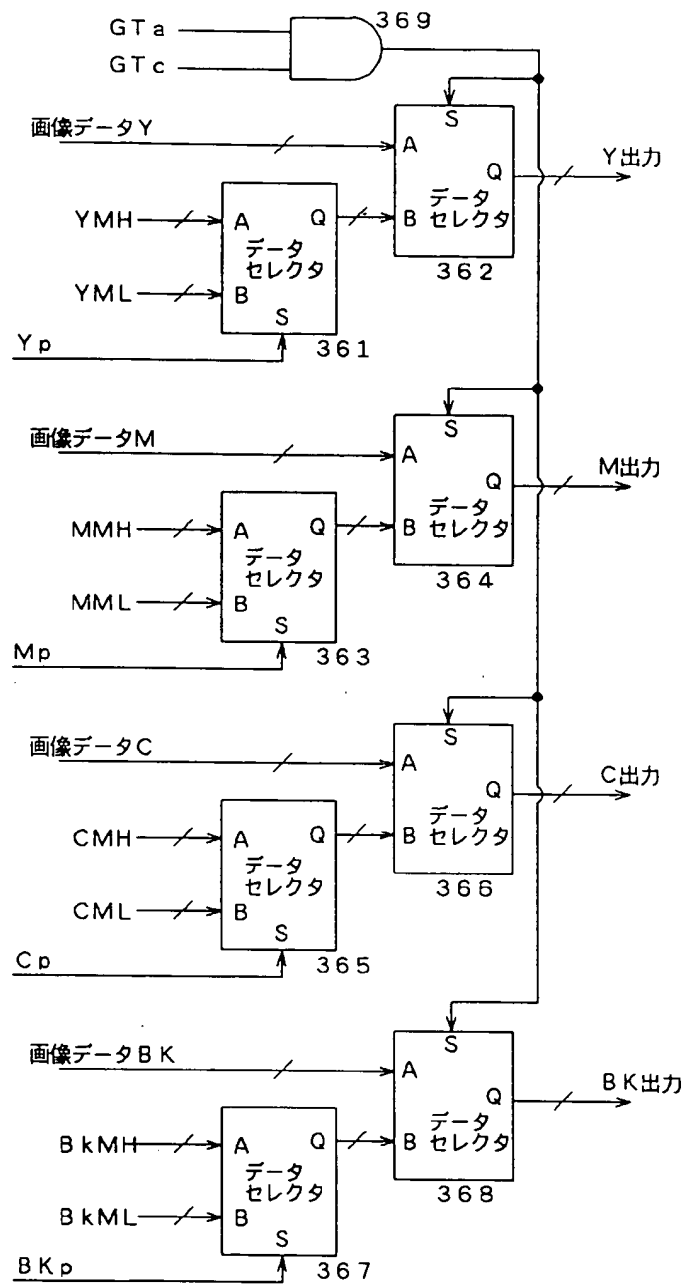 369
GTa
GTc
S
画像データY
A
Q
Y出力
データ
セレクタ
B
362
YMH
A
Q
データ
セレクタ
YML
B
S
361
Yp
S
画像データM
A
Q
M出力
データ
セレクタ
B
364
MMH
A
Q
データ
セレクタ
MML
B
S
363
Mp
S
画像データC
A
Q
C出力
データ
セレクタ
B
366
CMH
A
Q
データ
セレクタ
CML
B
S
365
Cp
S
画像データBK
A
Q
BK出力
データ
セレクタ
B
368
BkMH
A
Q
データ
セレクタ
BkML
B
S
367
BKp